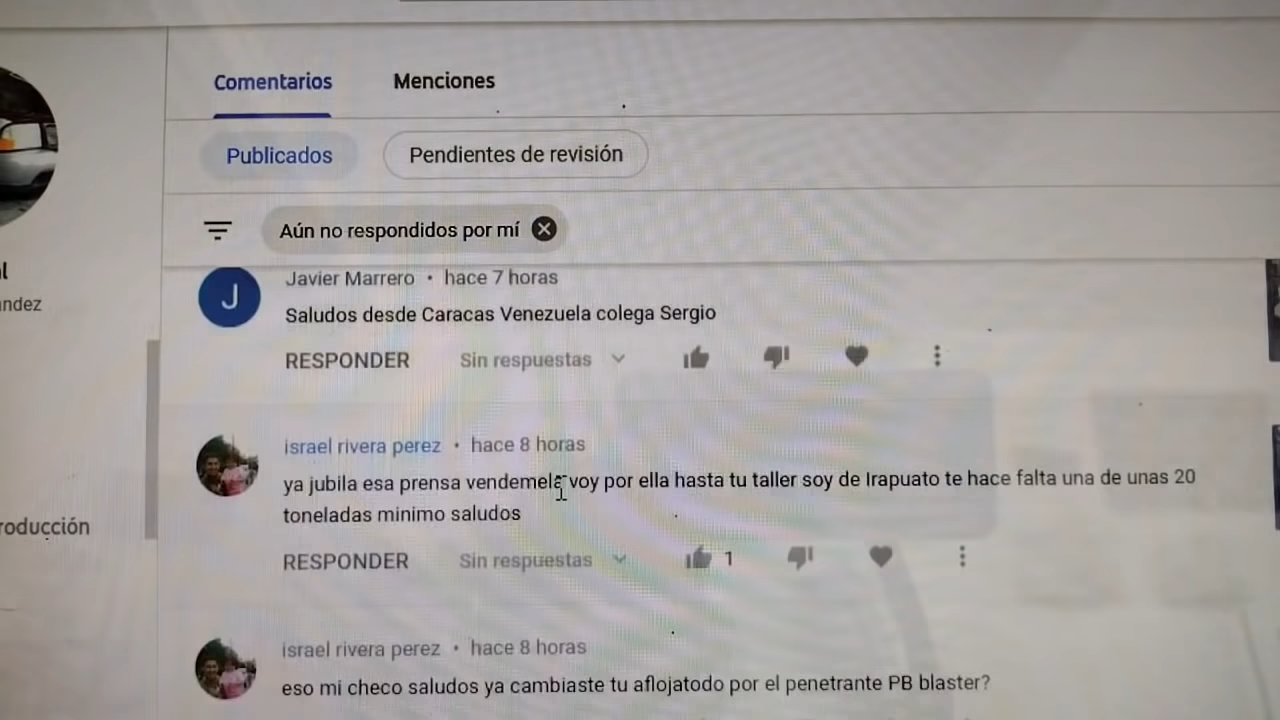 Comentarios
Menciones
Publicados
Pendientes de revisión
Aún no respondidos por mí
Javier Marrero • hace 7 horas
J
Saludos desde Caracas Venezuela colega Sergio
RESPONDER
Sin respuestas
israel rivera perez • hace 8 horas
ya jubila esa prensa vendemela voy por ella hasta tu taller soy de Irapuato te hace falta una de unas 20
toneladas minimo saludos
RESPONDER
Sin respuestas
1
israel rivera perez • hace 8 horas
eso mi checo saludos ya cambiaste tu aflojatodo por el penetrante PB blaster?